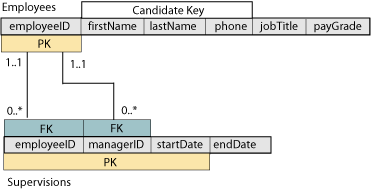 Employees
Candidate Key
employeeID firstName lastName phone jobTitle payGrade
PK
1..1 1..1
0..* 0..*
FK FK
employeeID managerID startDate endDate
PK
Supervisions